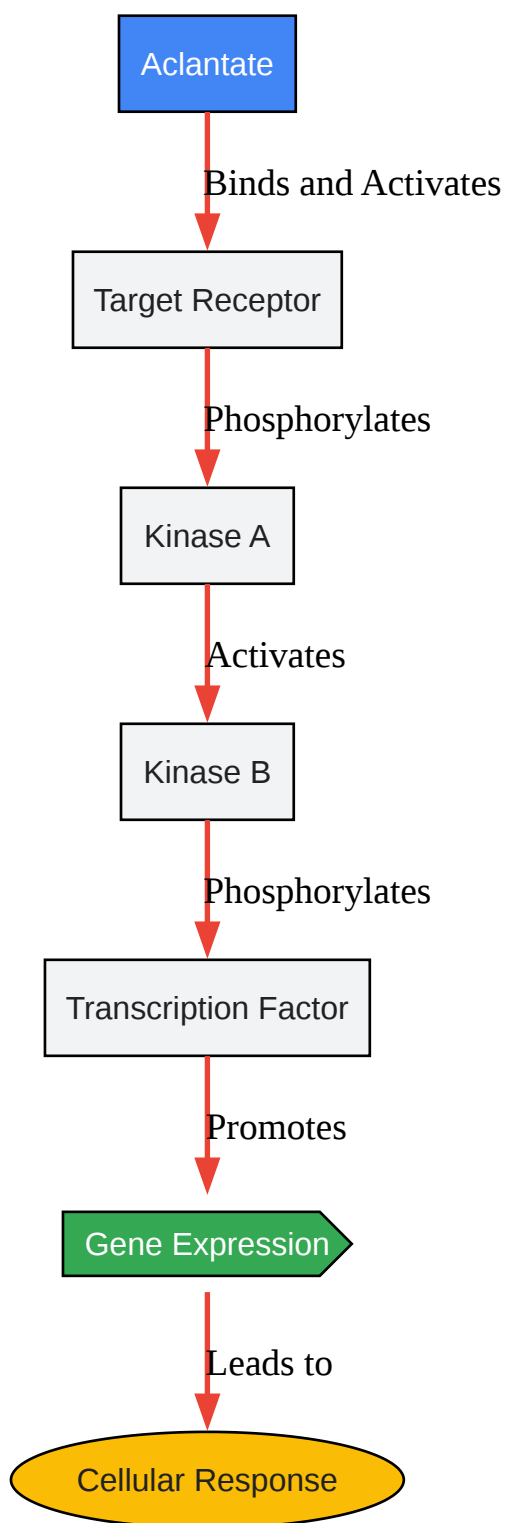 Aclantate
Binds and Activates
Target Receptor
Phosphorylates
Kinase A
Activates
Kinase B
Phosphorylates
Transcription Factor
Promotes
Gene Expression
Leads to
Cellular Response